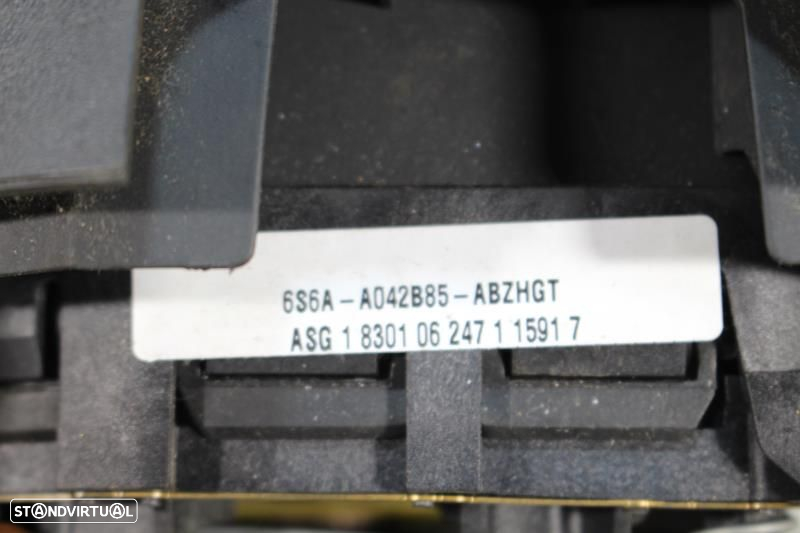 6S6A-A042B85-ABZHGT
ASG 1 8301 06 247 1 1591 7
STANDVIRTUAL